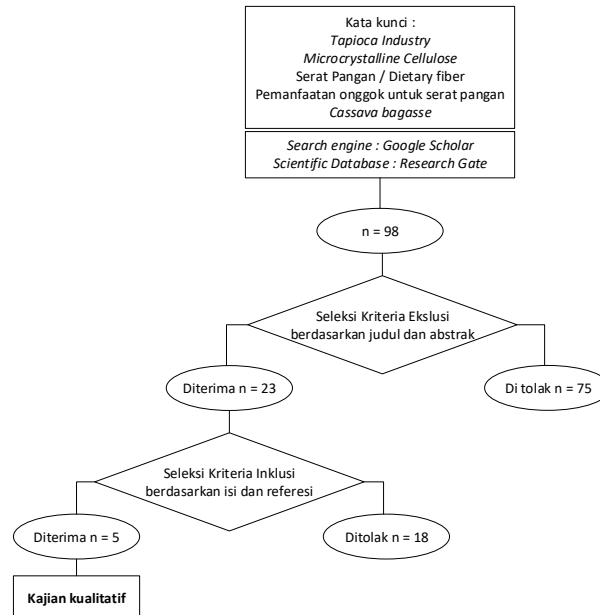 Kata kunci :
Tapioca Industry
Microcrystalline Cellulose
Serat Pangan / Dietary fiber
Pemanfaatan onggok untuk serat pangan
Cassava bagasse
Search engine : Google Scholar
Scientific Database : Research Gate
n = 98
Seleksi Kriteria Ekslusi
berdasarkan judul dan abstrak
Diterima n = 23
Di tolak n = 75
Seleksi Kriteria Inklusi
berdasarkan isi dan referesi
Diterima n = 5
Ditolak n = 18
Kajian kualitatif